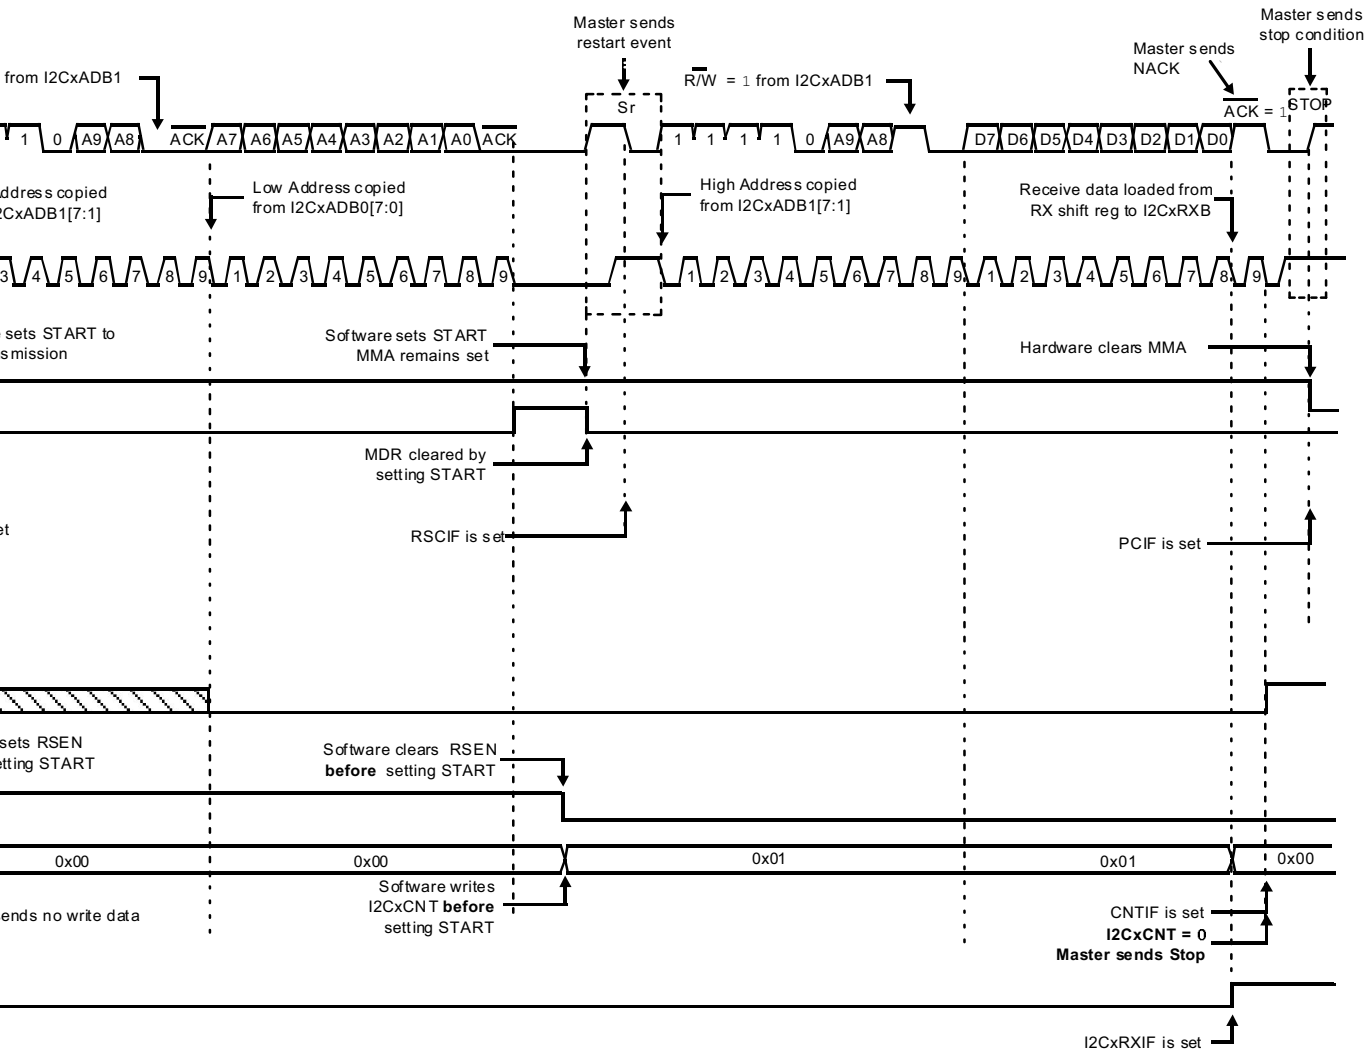 Master sends
restart event
Master sends
stop condition
Master sends
NACK
from I2CxADB1
R/W = 1 from I2CxADB1
Sr
ACK = 1
STOP
1 0 A9 A8 ACK A7 A6 A5 A4 A3 A2 A1 A0 ACK 1 1 1 1 0 A9 A8 D7 D6 D5 D4 D3 D2 D1 D0
ddress copied
2CxADB1[7:1]
Low Address copied
from I2CxADB0[7:0]
High Address copied
from I2CxADB1[7:1]
Receive data loaded from
RX shift reg to I2CxRXB
3 4 5 6 7 8 9 1 2 3 4 5 6 7 8 9 1 2 3 4 5 6 7 8 9 1 2 3 4 5 6 7 8 9
sets START to
smission
Software sets START
MMA remains set
Hardware clears MMA
MDR cleared by
setting START
et
RSCIF is set
PCIF is set
sets RSEN
etting START
Software clears RSEN
before setting START
0x00 0x00 0x01 0x01 0x00
Software writes
I2CxCNT before
setting START
ends no write data
CNTIF is set
I2CxCNT = 0
Master sends Stop
I2CxRXIF is set